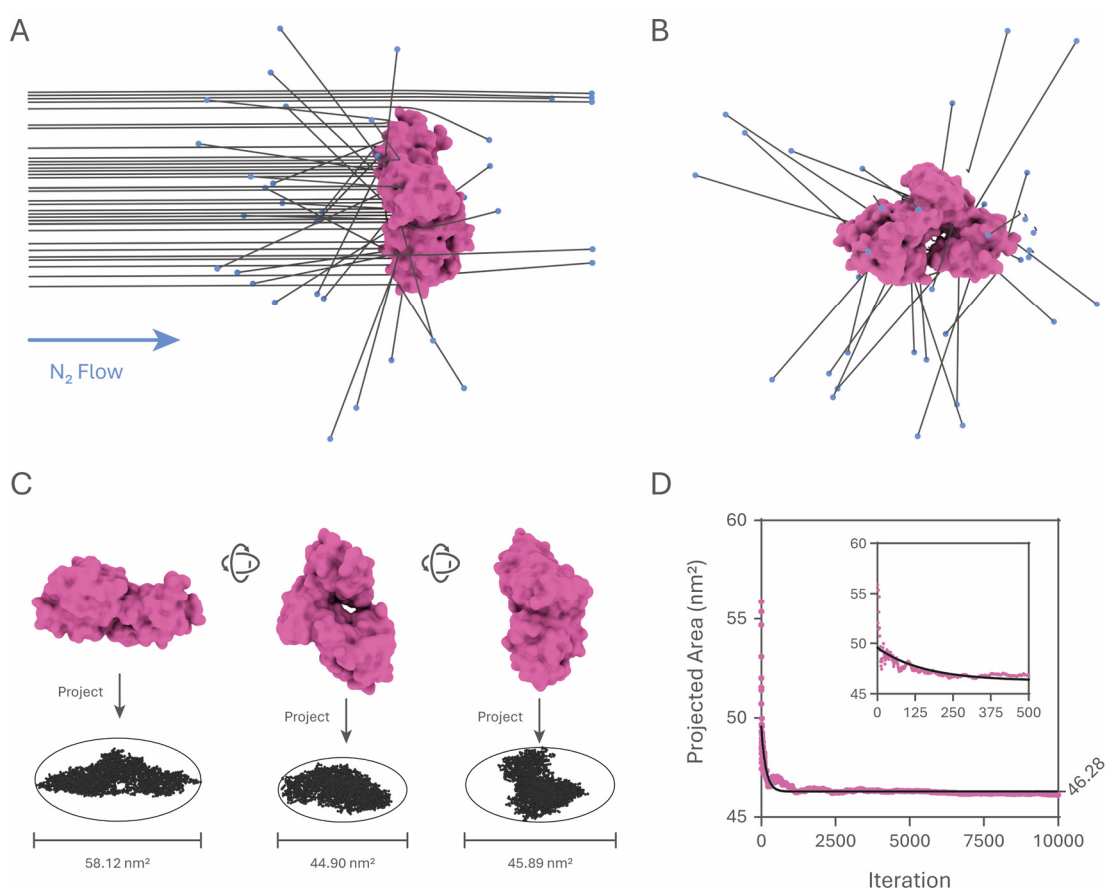 A
B
N₂ Flow
C
D
Project
Project
Project
58.12 nm²
44.90 nm²
45.89 nm²
Projected Area (nm²)
60
55
50
45
0
2500
5000
7500
10000
Iteration
60
55
50
45
0
125
250
375
500
46.28